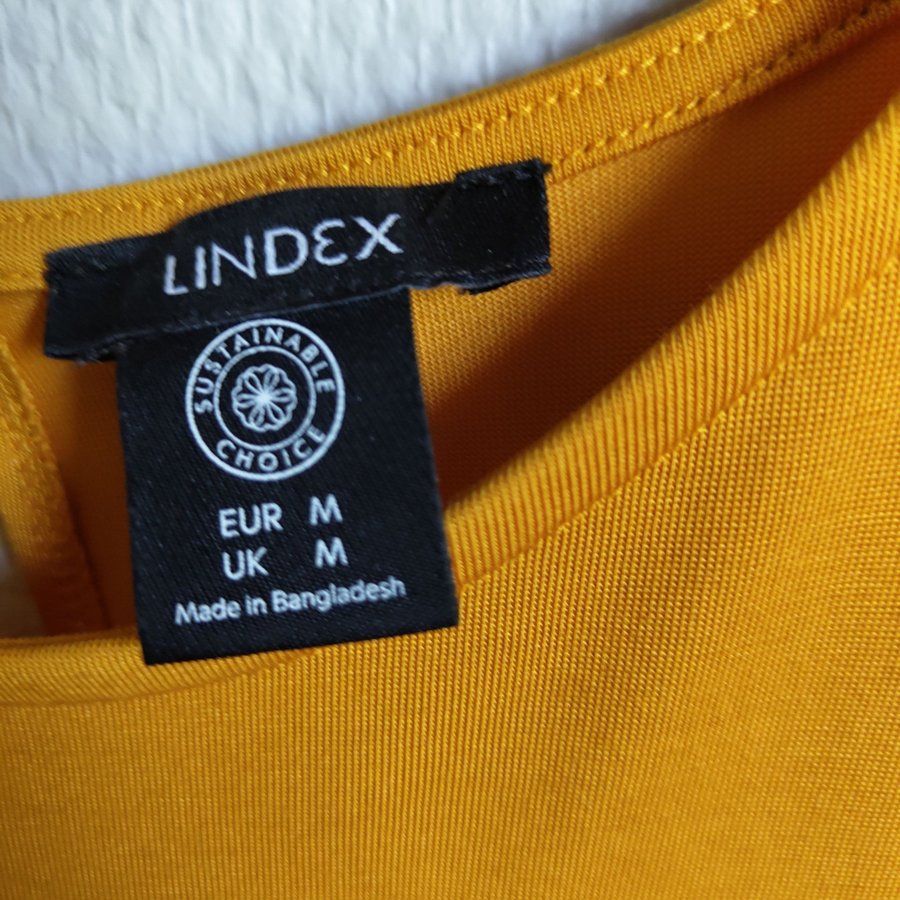 LINDEX
SUSTAINABLE
CHOICE
EUR M
UK M
Made in Bangladesh